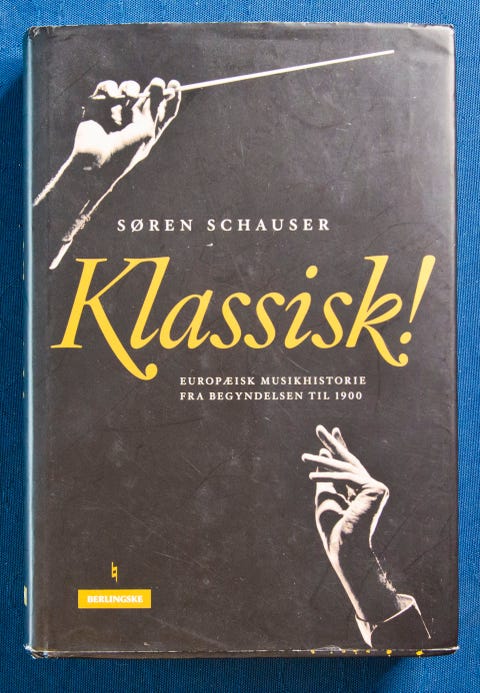 SØREN SCHAUSER
Klassisk!
EUROPÆISK MUSIKHISTORIE
FRA BEGYNDELSEN TIL 1900
BERLINGSKE